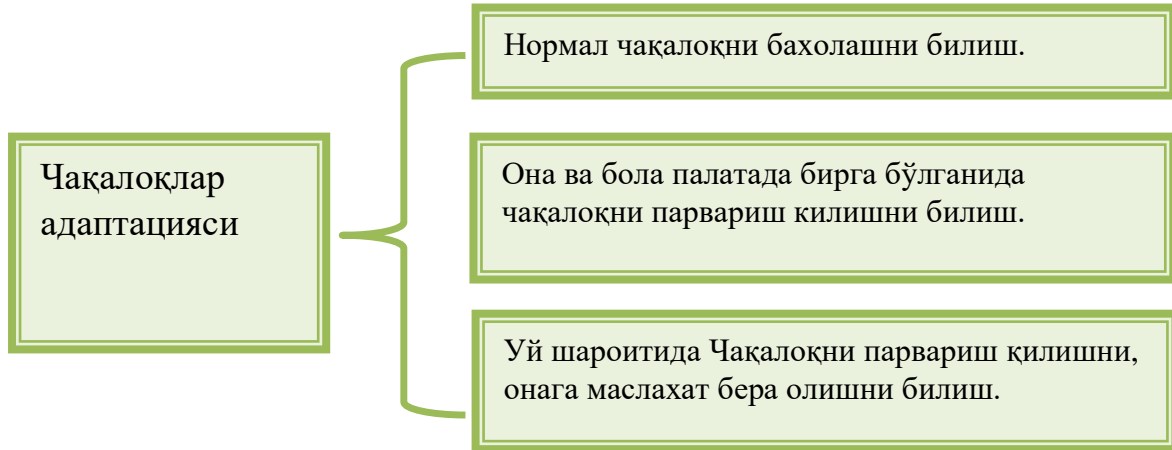 Нормал чақалоқни бахолашни билиш.
Чақалоқлар
адаптацияси
Она ва бола палатада бирга бўлганида
чақалоқни парвариш килишни билиш.
Уй шароитида Чақалоқни парвариш қилишни,
онага маслахат бера олишни билиш.